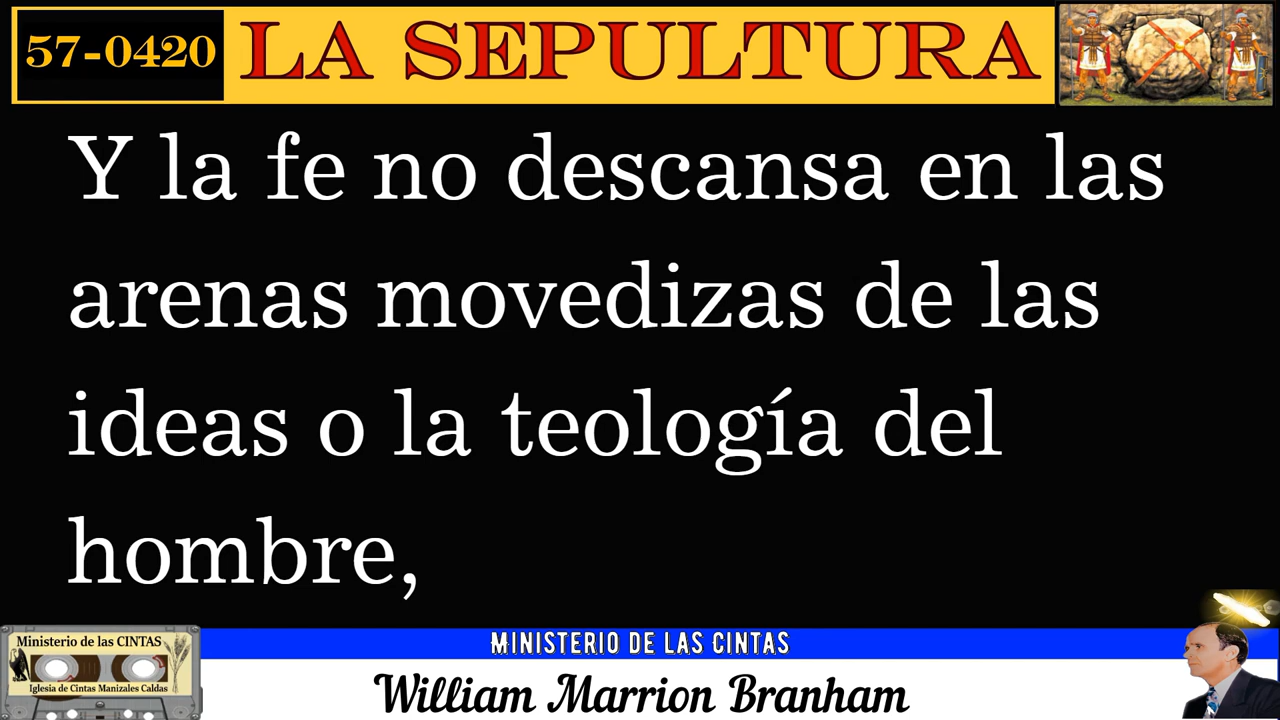 57-0420 LA SEPULTURA
Y la fe no descansa en las
arenas movedizas de las
ideas o la teología del
hombre,
MINISTERIO DE LAS CINTAS
Ministerio de las CINTAS
Iglesia de Cintas Manizales Caldas
William Marrion Branham